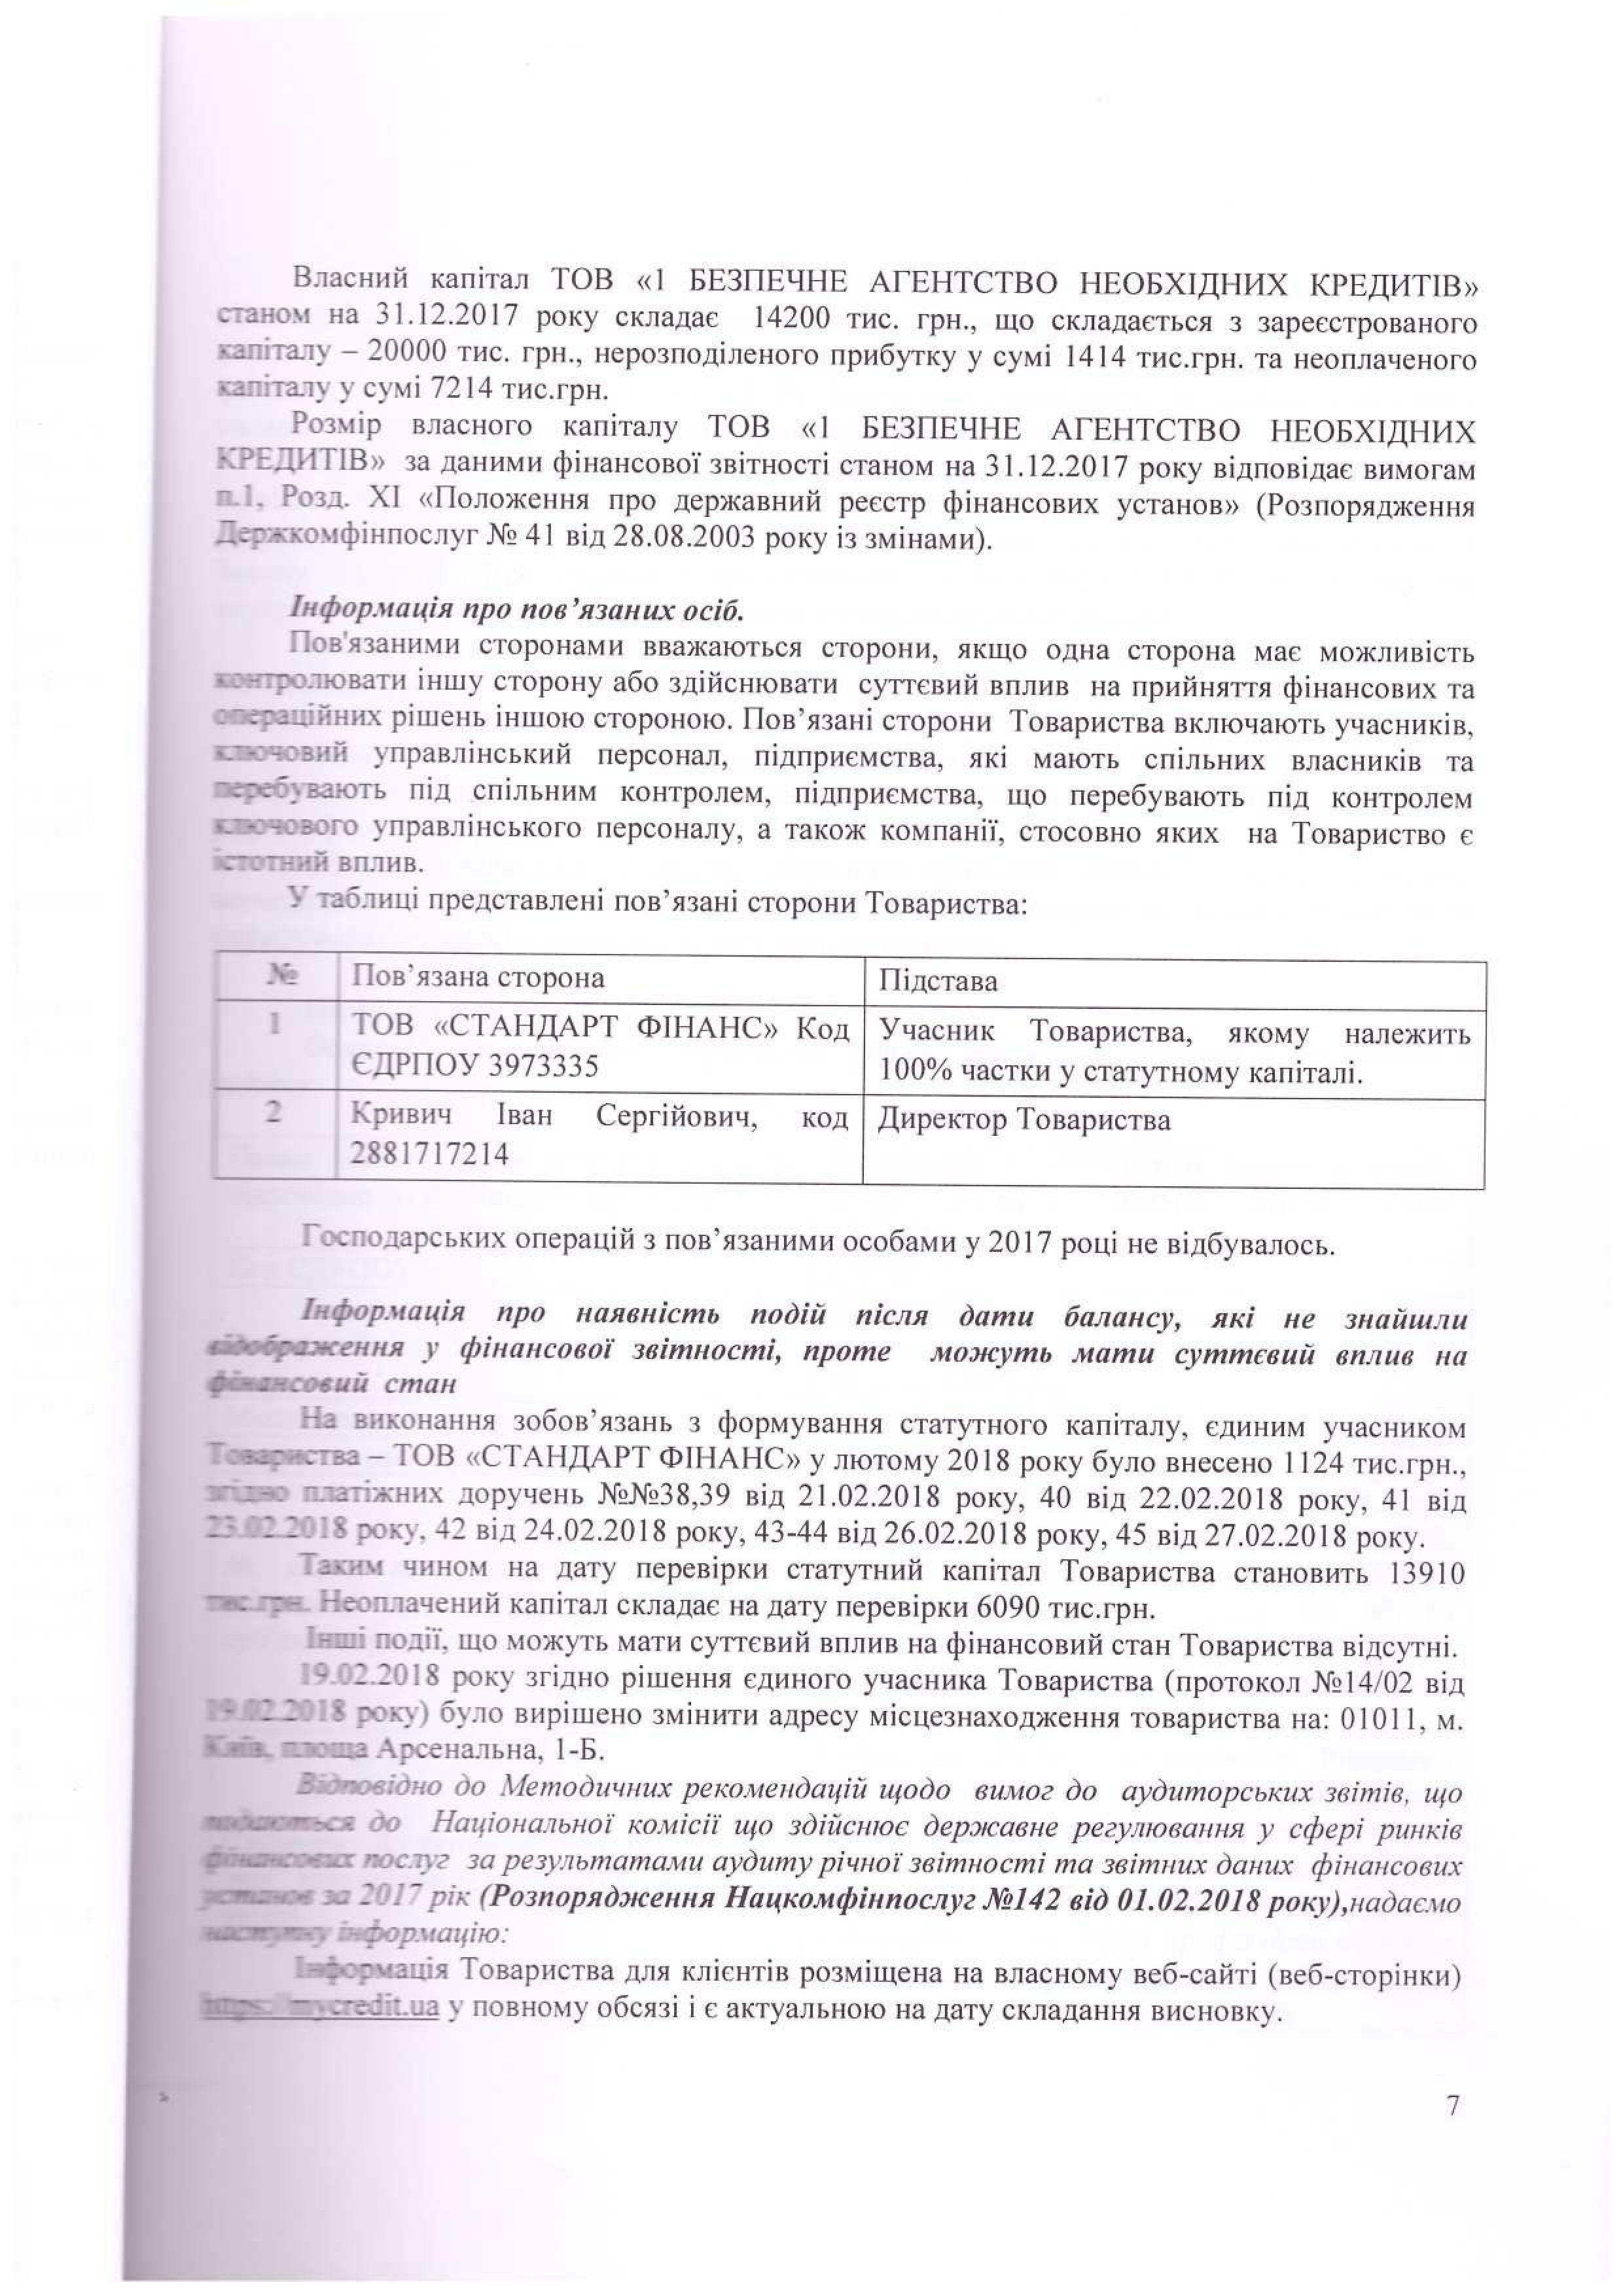 Власний капітал ТОВ «1 БЕЗПЕЧНЕ АГЕНТСТВО НЕОБХІДНИХ КРЕДИТІВ»
станом на 31.12.2017 року складає 14200 тис. грн., що складається з зареєстрованого
капіталу – 20000 тис. грн., нерозподіленого прибутку у сумі 1414 тис.грн. та неоплаченого
капіталу у сумі 7214 тис.грн.
Розмір власного капіталу ТОВ «1 БЕЗПЕЧНЕ АГЕНТСТВО НЕОБХІДНИХ
КРЕДИТІВ» за даними фінансової звітності станом на 31.12.2017 року відповідає вимогам
п.1, Розд. XI «Положення про державний реєстр фінансових установ» (Розпорядження
Держкомфінпослуг № 41 від 28.08.2003 року із змінами).
Інформація про пов’язаних осіб.
Пов'язаними сторонами вважаються сторони, якщо одна сторона має можливість
контролювати іншу сторону або здійснювати суттєвий вплив на прийняття фінансових та
операційних рішень іншою стороною. Пов’язані сторони Товариства включають учасників,
ключовий управлінський персонал, підприємства, які мають спільних власників та
перебувають під спільним контролем, підприємства, що перебувають під контролем
ключового управлінського персоналу, а також компанії, стосовно яких на Товариство є
істотний вплив.
У таблиці представлені пов’язані сторони Товариства:
№ Пов’язана сторона Підстава
1 ТОВ «СТАНДАРТ ФІНАНС» Код Учасник Товариства, якому належить
ЄДРПОУ 3973335 100% частки у статутному капіталі.
2 Кривич Іван Сергійович, код Директор Товариства
2881717214
Господарських операцій з пов’язаними особами у 2017 році не відбувалось.
Інформація про наявність подій після дати балансу, які не знайшли
відображення у фінансової звітності, проте можуть мати суттєвий вплив на
фінансовий стан
На виконання зобов’язань з формування статутного капіталу, єдиним учасником
Товариства – ТОВ «СТАНДАРТ ФІНАНС» у лютому 2018 року було внесено 1124 тис.грн.,
згідно платіжних доручень №№38,39 від 21.02.2018 року, 40 від 22.02.2018 року, 41 від
23.02.2018 року, 42 від 24.02.2018 року, 43-44 від 26.02.2018 року, 45 від 27.02.2018 року.
Таким чином на дату перевірки статутний капітал Товариства становить 13910
тис.грн. Неоплачений капітал складає на дату перевірки 6090 тис.грн.
Інші події, що можуть мати суттєвий вплив на фінансовий стан Товариства відсутні.
19.02.2018 року згідно рішення єдиного учасника Товариства (протокол №14/02 від
19.02.2018 року) було вирішено змінити адресу місцезнаходження товариства на: 01011, м.
Київ, площа Арсенальна, 1-Б.
Відповідно до Методичних рекомендацій щодо вимог до аудиторських звітів, що
подаються до Національної комісії що здійснює державне регулювання у сфері ринків
фінансових послуг за результатами аудиту річної звітності та звітних даних фінансових
установ за 2017 рік (Розпорядження Нацкомфінпослуг №142 від 01.02.2018 року),надаємо
наступну інформацію:
Інформація Товариства для клієнтів розміщена на власному веб-сайті (веб-сторінки)
https://mycredit.ua у повному обсязі і є актуальною на дату складання висновку.
7